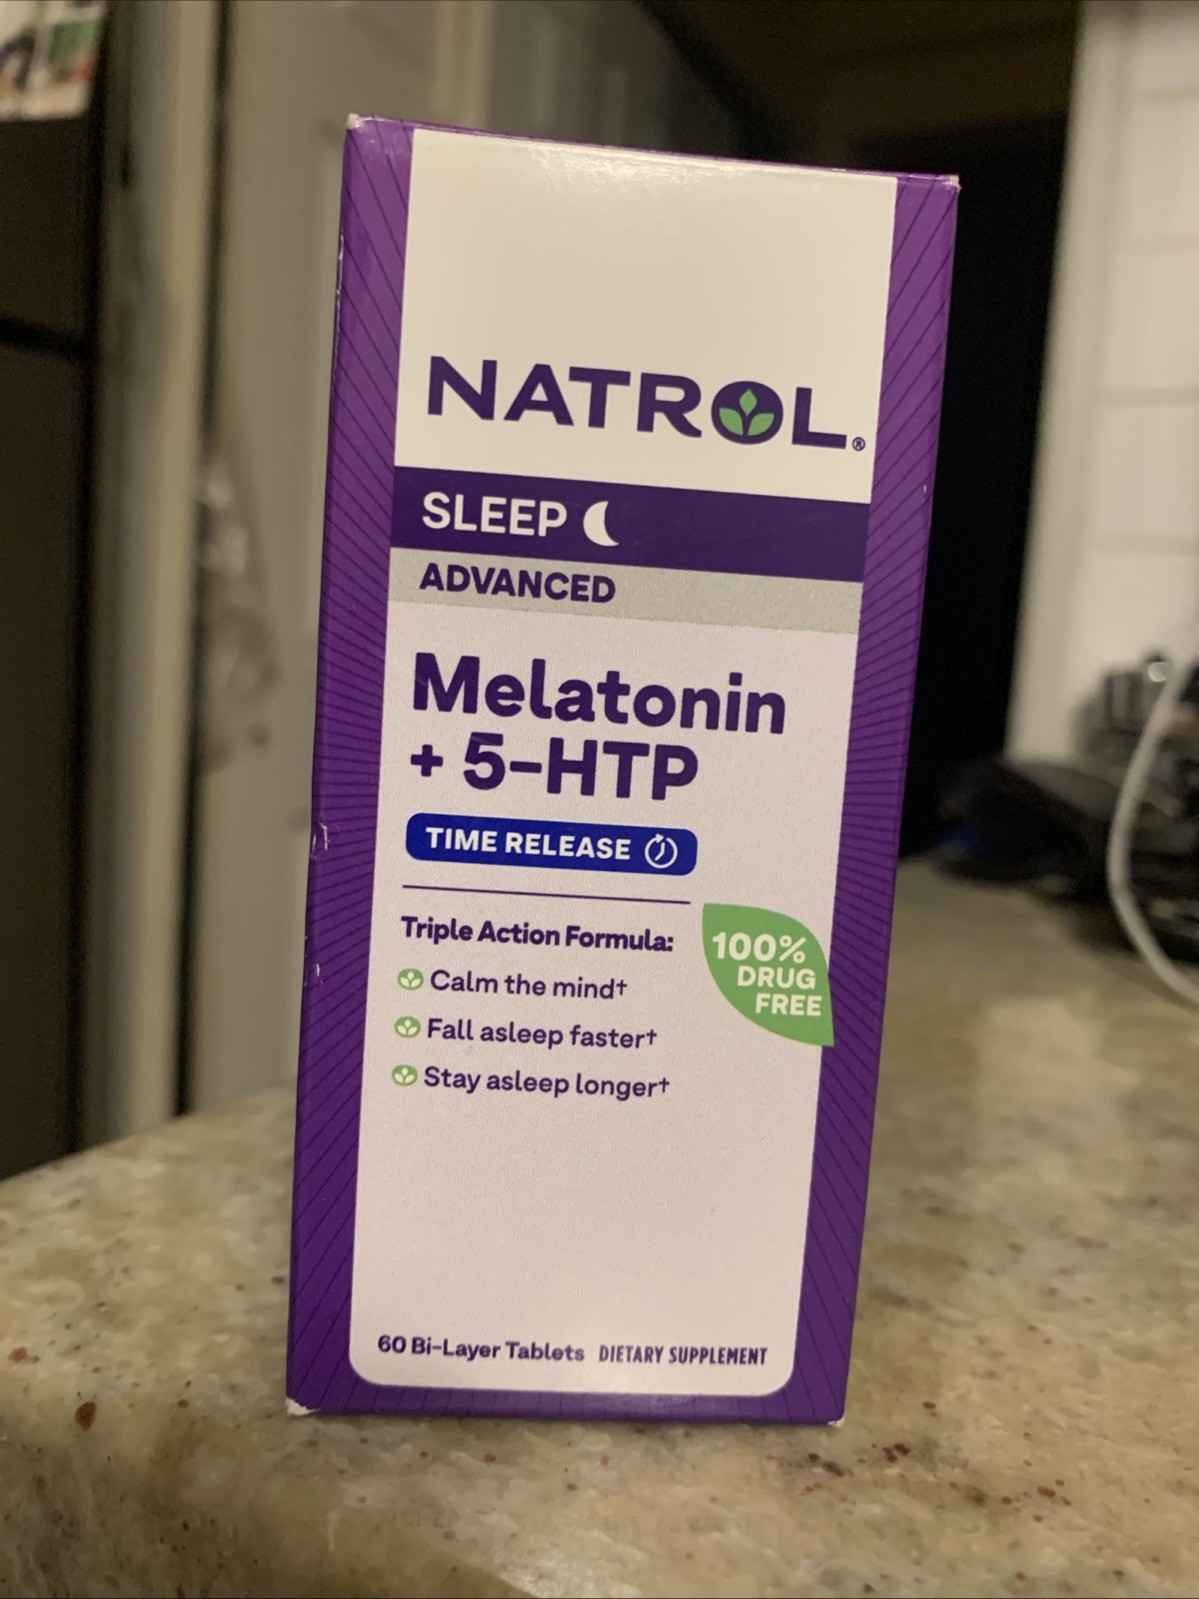 NATROL®
SLEEP
ADVANCED
Melatonin
+ 5-HTP
TIME RELEASE
Triple Action Formula:
Calm the mind†
Fall asleep faster†
Stay asleep longer†
100%
DRUG
FREE
60 Bi-Layer Tablets DIETARY SUPPLEMENT